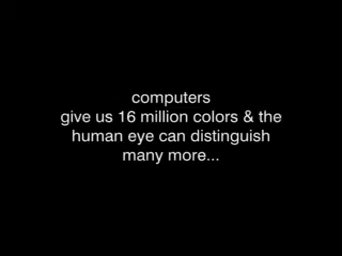 computers
give us 16 million colors & the
human eye can distinguish
many more...